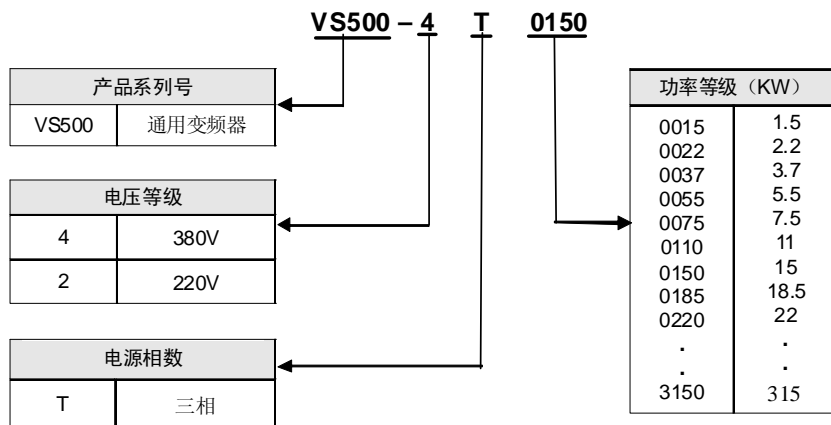 VS500 – 4 T 0150
产品系列号
VS500 通用变频器
电压等级
4 380V
2 220V
电源相数
T 三相
功率等级（KW）
0015 1.5
0022 2.2
0037 3.7
0055 5.5
0075 7.5
0110 11
0150 15
0185 18.5
0220 22
. .
. .
3150 315